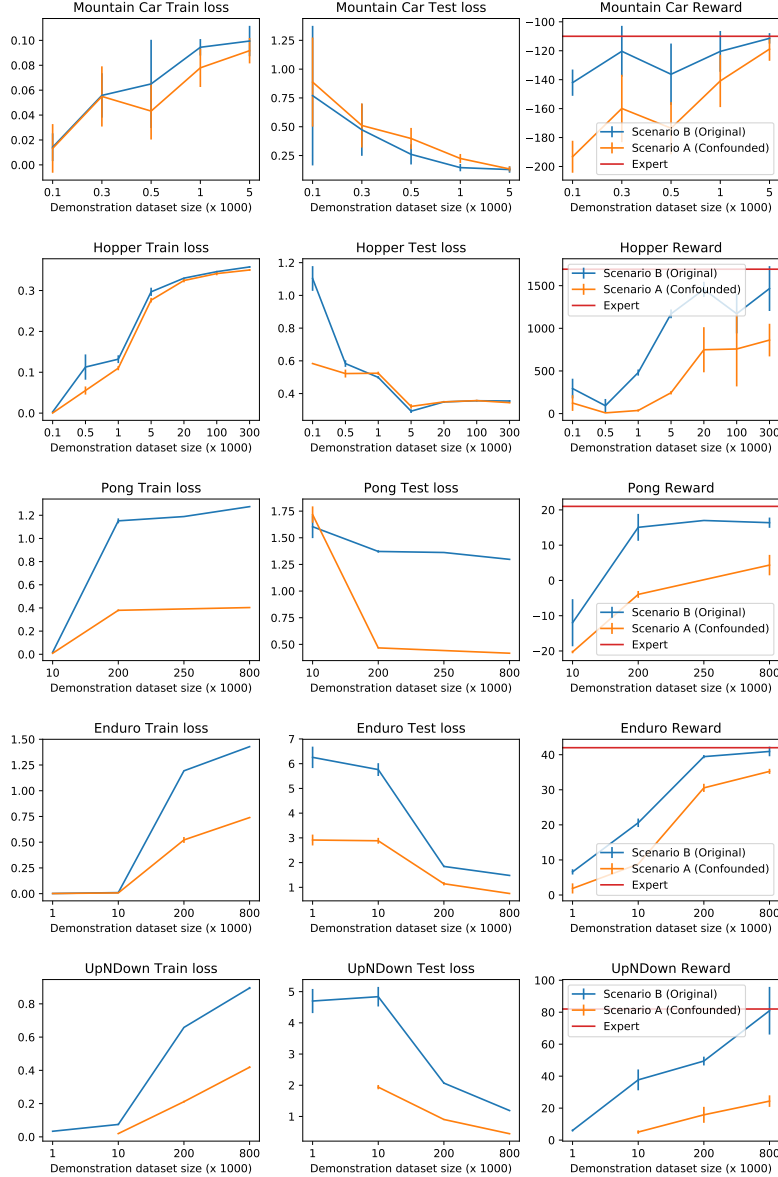 Mountain Car Train loss
0.10
0.08
0.06
0.04
0.02
0.00
0.1 0.3 0.5 1 5
Demonstration dataset size (x 1000)
Mountain Car Test loss
1.25
1.00
0.75
0.50
0.25
0.1 0.3 0.5 1 5
Demonstration dataset size (x 1000)
Mountain Car Reward
−100
−120
−140
−160
−180
−200
Scenario B (Original)
Scenario A (Confounded)
Expert
0.1 0.3 0.5 1 5
Demonstration dataset size (x 1000)
Hopper Train loss
0.3
0.2
0.1
0.0
0.1 0.5 1 5 20 100 300
Demonstration dataset size (x 1000)
Hopper Test loss
1.2
1.0
0.8
0.6
0.4
0.1 0.5 1 5 20 100 300
Demonstration dataset size (x 1000)
Hopper Reward
1500
1000
500
0
Scenario B (Original)
Scenario A (Confounded)
Expert
0.1 0.5 1 5 20 100 300
Demonstration dataset size (x 1000)
Pong Train loss
1.2
1.0
0.8
0.6
0.4
0.2
0.0
10 200 250 800
Demonstration dataset size (x 1000)
Pong Test loss
1.75
1.50
1.25
1.00
0.75
0.50
10 200 250 800
Demonstration dataset size (x 1000)
Pong Reward
20
10
0
−10
−20
Scenario B (Original)
Scenario A (Confounded)
Expert
10 200 250 800
Demonstration dataset size (x 1000)
Enduro Train loss
1.50
1.25
1.00
0.75
0.50
0.25
0.00
1 10 200 800
Demonstration dataset size (x 1000)
Enduro Test loss
7
6
5
4
3
2
1
1 10 200 800
Demonstration dataset size (x 1000)
Enduro Reward
40
30
20
10
0
Scenario B (Original)
Scenario A (Confounded)
Expert
1 10 200 800
Demonstration dataset size (x 1000)
UpNDown Train loss
0.8
0.6
0.4
0.2
0.0
1 10 200 800
Demonstration dataset size (x 1000)
UpNDown Test loss
5
4
3
2
1
1 10 200 800
Demonstration dataset size (x 1000)
UpNDown Reward
100
80
60
40
20
0
Scenario B (Original)
Scenario A (Confounded)
Expert
1 10 200 800
Demonstration dataset size (x 1000)